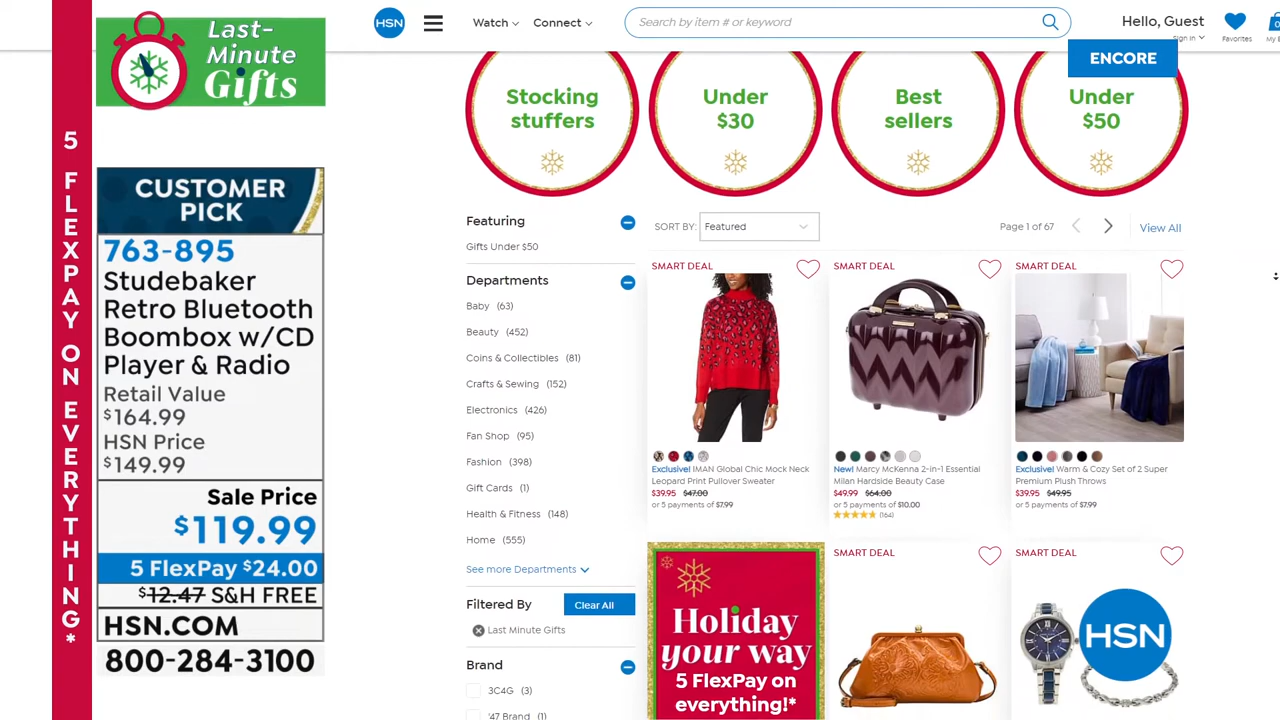 Last-
Minute
Gifts
5 FLEXPAY ON EVERYTHING*
CUSTOMER
PICK
763-895
Studebaker
Retro Bluetooth
Boombox w/CD
Player & Radio
Retail Value
$164.99
HSN Price
$149.99
Sale Price
$119.99
5 FlexPay $24.00
$12.47 S&H FREE
HSN.COM
800-284-3100
HSN
Watch
Connect
Search by item # or keyword
Hello, Guest
Sign In
Favorites
ENCORE
Stocking
stuffers
Under
$30
Best
sellers
Under
$50
Featuring
Gifts Under $50
Departments
Baby (63)
Beauty (452)
Coins & Collectibles (81)
Crafts & Sewing (152)
Electronics (426)
Fan Shop (95)
Fashion (398)
Gift Cards (1)
Health & Fitness (148)
Home (555)
See more Departments
Filtered By
Clear All
Last Minute Gifts
Brand
3C4G (3)
'47 Brand (1)
SORT BY:
Featured
Page 1 of 67
View All
SMART DEAL
Exclusive! IMAN Global Chic Mock Neck
Leopard Print Pullover Sweater
$39.95 $47.00
or 5 payments of $7.99
SMART DEAL
New! Marcy McKenna 2-in-1 Essential
Milan Hardside Beauty Case
$49.99 $64.00
or 5 payments of $10.00
(164)
SMART DEAL
Exclusive! Warm & Cozy Set of 2 Super
Premium Plush Throws
$39.95 $49.95
or 5 payments of $7.99
Holiday
your way
5 FlexPay on
everything!*
SMART DEAL
SMART DEAL
HSN